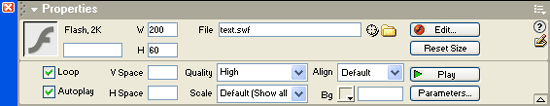 Properties
Flash, 2K W 200 File text.swf Edit...
H 60 Reset Size
Loop V Space Quality High Align Default Play
Autoplay H Space Scale Default (Show all Bg Parameters...